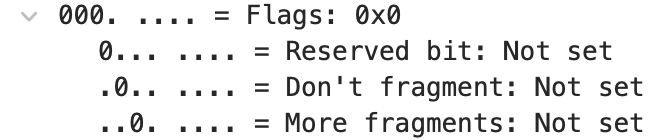 000. .... = Flags: 0x0
0... .... = Reserved bit: Not set
.0.. .... = Don't fragment: Not set
..0. .... = More fragments: Not set